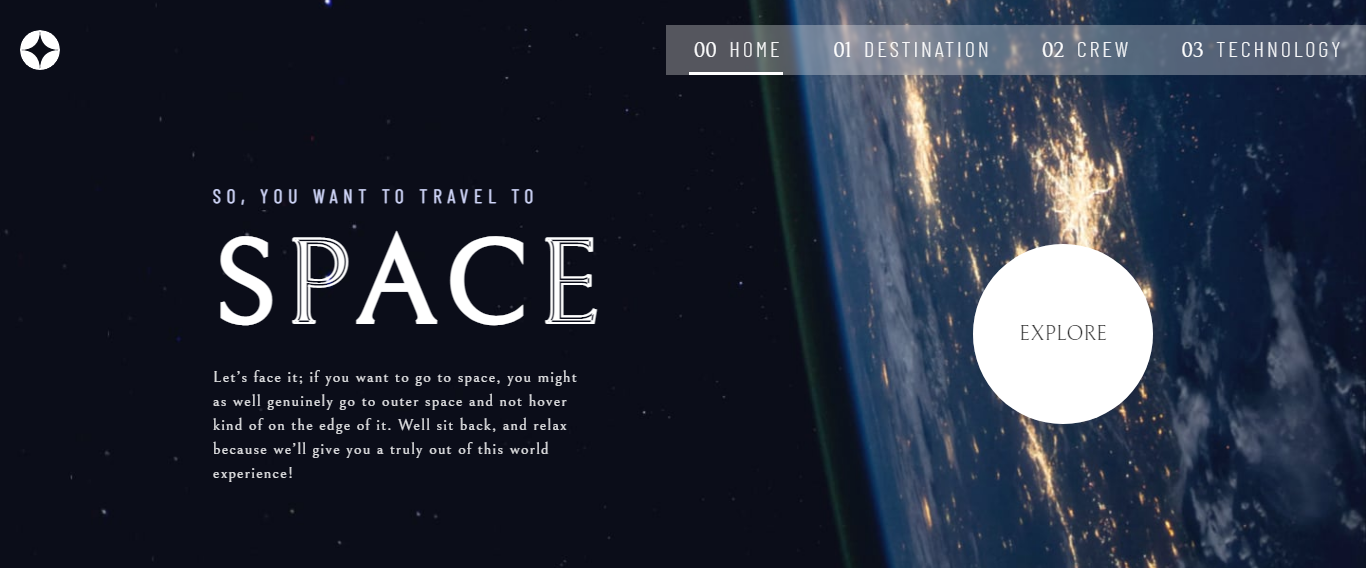 00 HOME 01 DESTINATION 02 CREW 03 TECHNOLOGY
SO, YOU WANT TO TRAVEL TO
SPACE
Let's face it; if you want to go to space, you might
as well genuinely go to outer space and not hover
kind of on the edge of it. Well sit back, and relax
because we'll give you a truly out of this world
experience!
EXPLORE